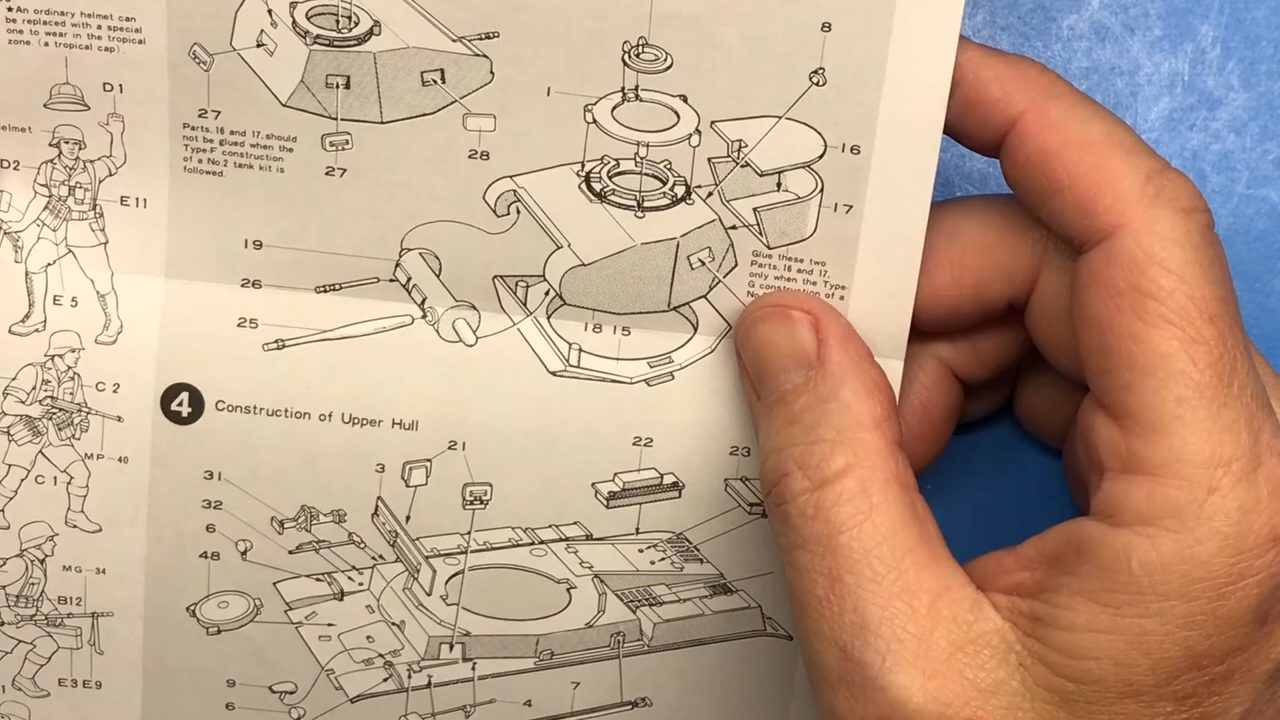 ★An ordinary helmet can
be replaced with a special
one to wear in the tropical
zone. (a tropical cap).
D1
elmet
D2
E11
E5
C2
MP-40
C1
MG-34
B12
E3 E9
27
Parts, 16 and 17, should
not be glued when the
Type-F construction
of a No.2 tank kit is
followed.
27
28
8
1
16
17
Glue these two
Parts, 16 and 17,
only when the Type-
G construction of a
19
26
25
18 15
4 Construction of Upper Hull
21
22
23
3
31
32
6
48
9
6
7
4